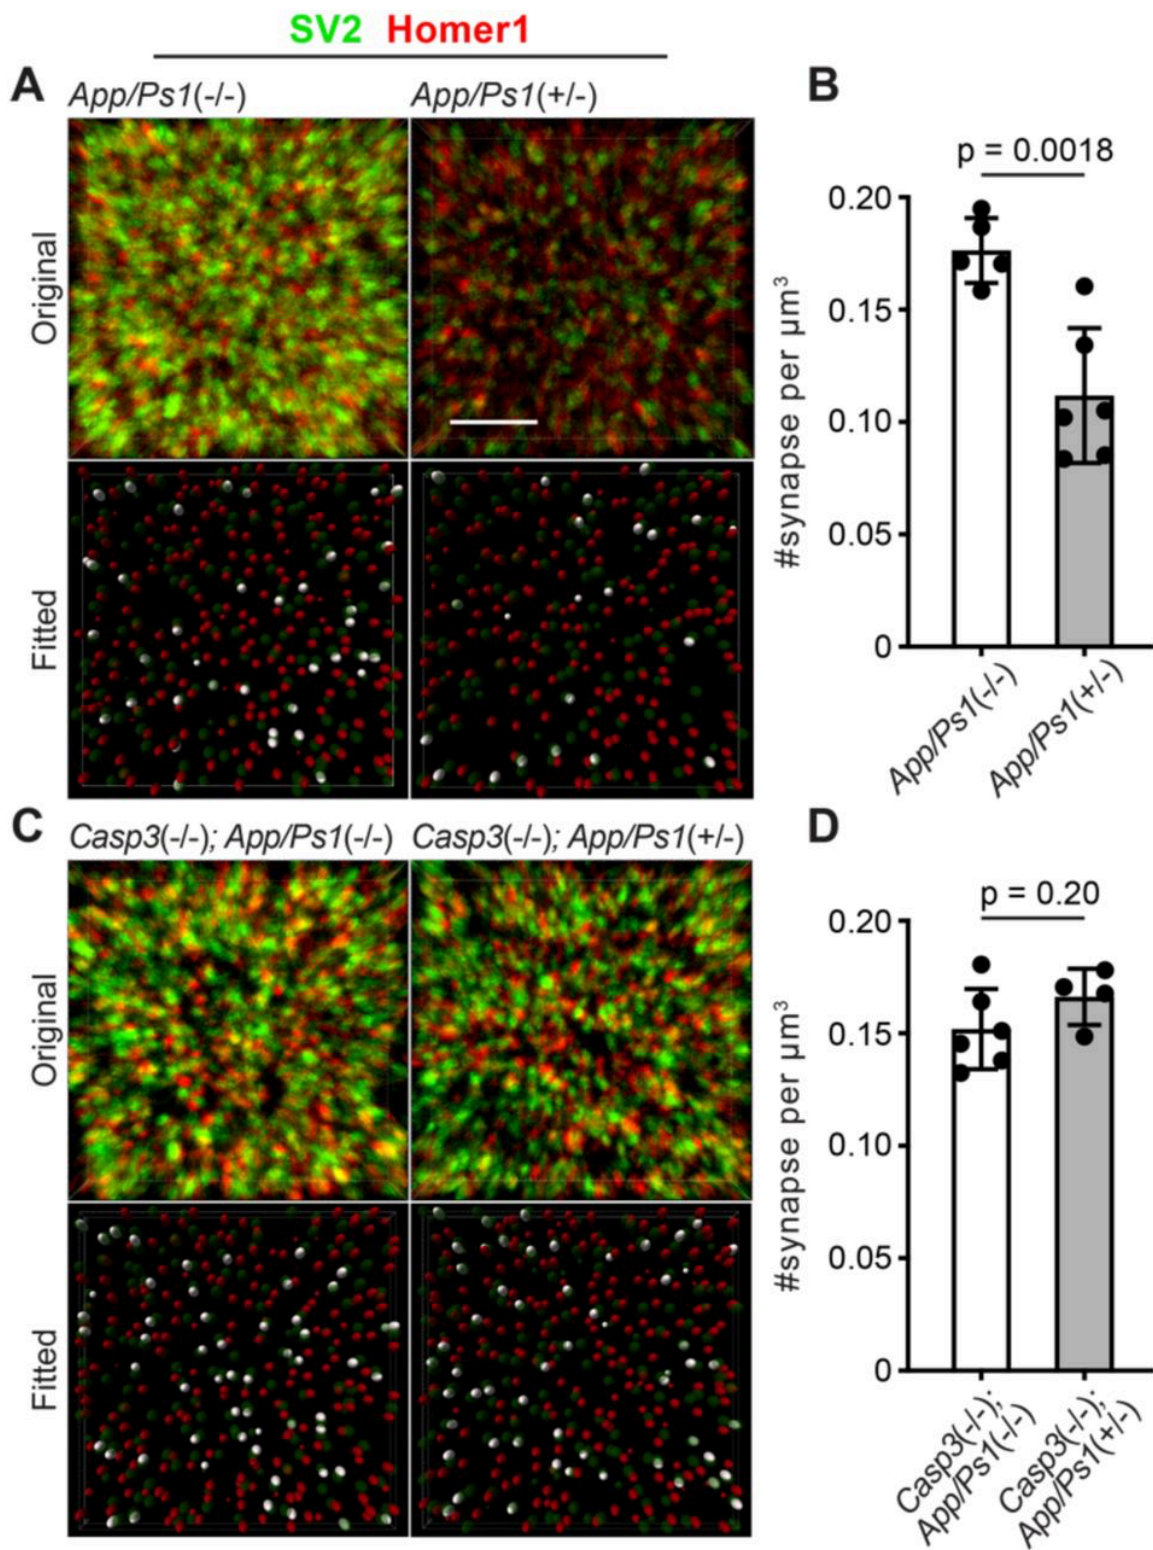 SV2 Homer1
A
App/Ps1(-/-)
App/Ps1(+/-)
Original
Fitted
B
p = 0.0018
#synapse per μm³
0.20
0.15
0.10
0.05
0
App/Ps1(-/-)
App/Ps1(+/-)
C
Casp3(-/-); App/Ps1(-/-)
Casp3(-/-); App/Ps1(+/-)
Original
Fitted
D
p = 0.20
#synapse per μm³
0.20
0.15
0.10
0.05
0
Casp3(-/-);
App/Ps1(-/-)
Casp3(-/-);
App/Ps1(+/-)